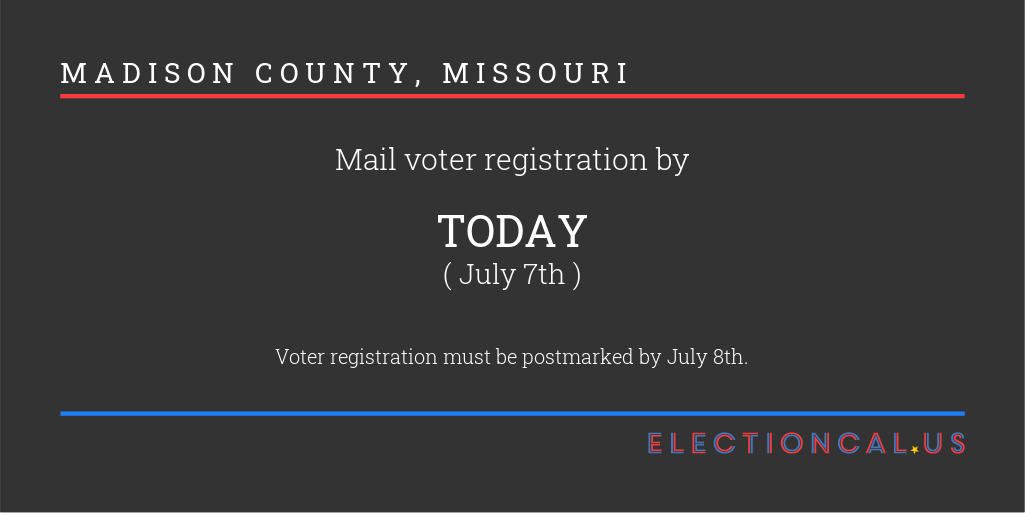 MADISON COUNTY, MISSOURI
Mail voter registration by
TODAY
( July 7th )
Voter registration must be postmarked by July 8th.
ELECTIONCAL.US